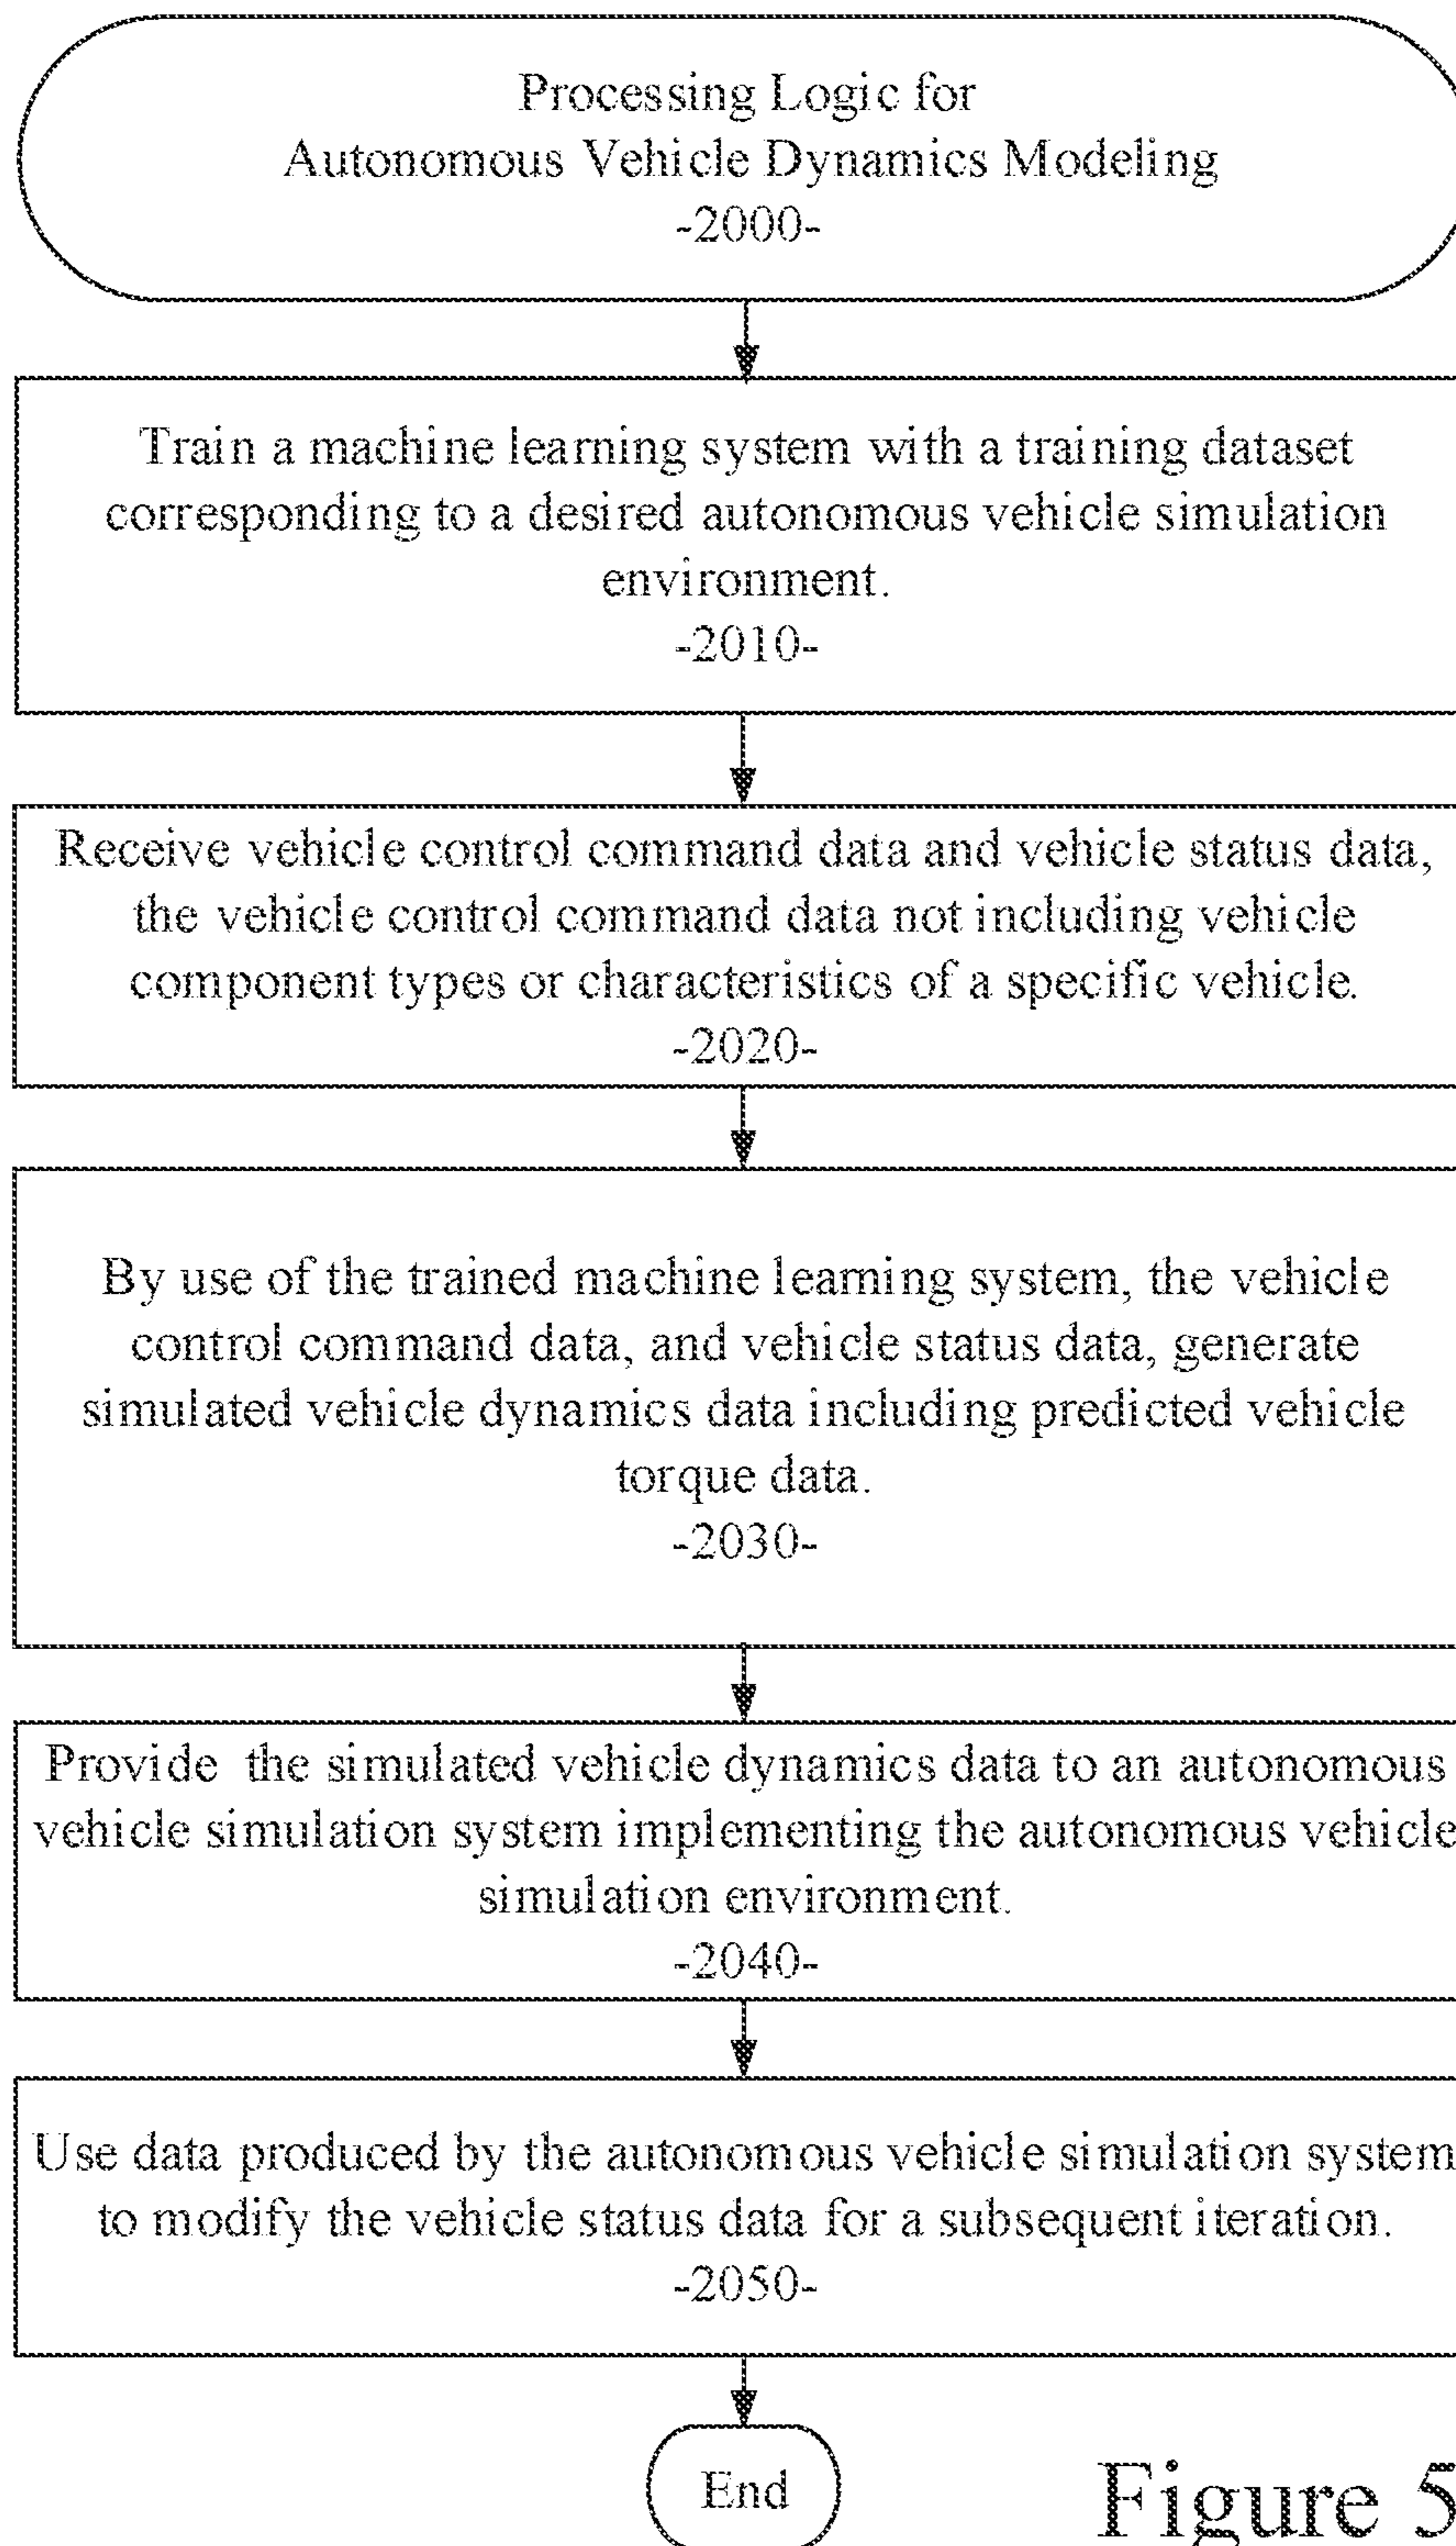 Processing Logic for
Autonomous Vehicle Dynamics Modeling
-2000-
Train a machine learning system with a training dataset
corresponding to a desired autonomous vehicle simulation
environment.
-2010-
Receive vehicle control command data and vehicle status data,
the vehicle control command data not including vehicle
component types or characteristics of a specific vehicle.
-2020-
By use of the trained machine learning system, the vehicle
control command data, and vehicle status data, generate
simulated vehicle dynamics data including predicted vehicle
torque data.
-2030-
Provide the simulated vehicle dynamics data to an autonomous
vehicle simulation system implementing the autonomous vehicle
simulation environment.
-2040-
Use data produced by the autonomous vehicle simulation system
to modify the vehicle status data for a subsequent iteration.
-2050-
End
Figure 5